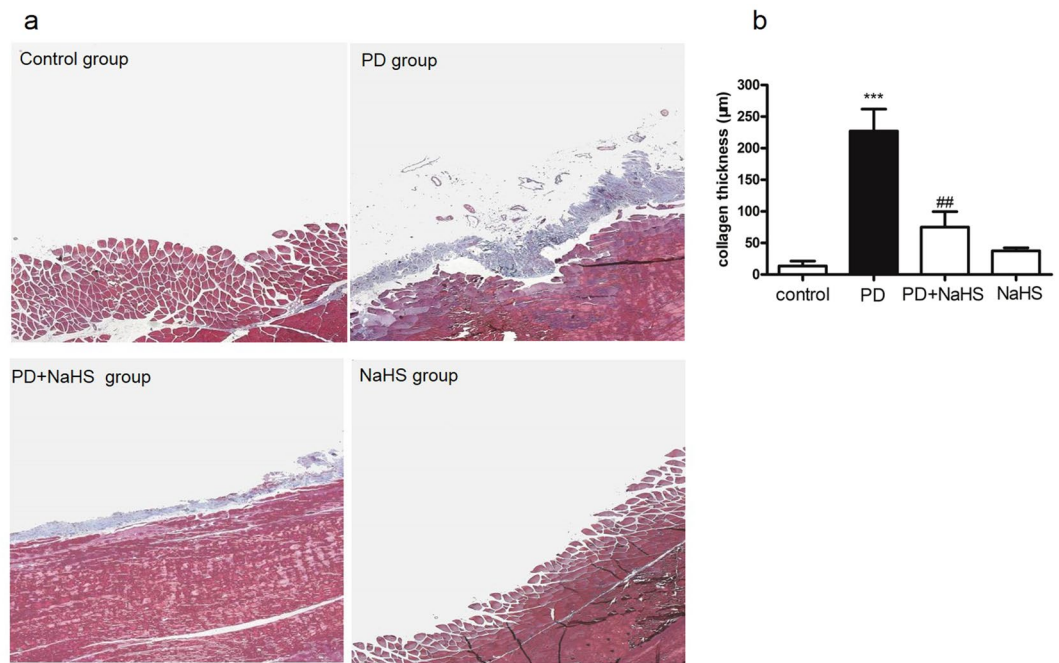 a
Control group
PD group
PD+NaHS group
NaHS group
b
collagen thickness (µm)
300
250
200
150
100
50
0
***
##
control
PD
PD+NaHS
NaHS